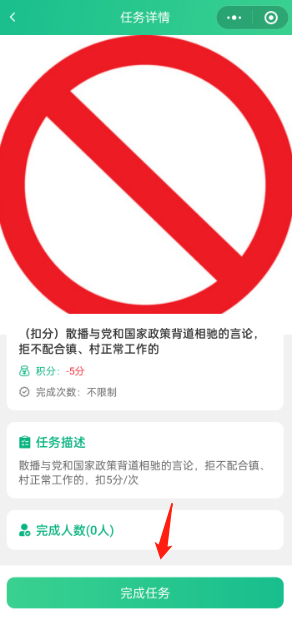 任务详情
（扣分）散播与党和国家政策背道相驰的言论，
拒不配合镇、村正常工作的
积分：-5分
完成次数：不限制
任务描述
散播与党和国家政策背道相驰的言论，拒不配合镇、
村正常工作的，扣5分/次
完成人数(0人)
完成任务